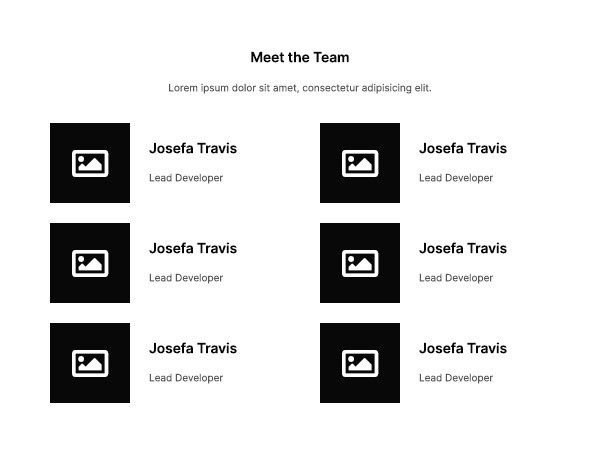 Meet the Team
Lorem ipsum dolor sit amet, consectetur adipisicing elit.
Josefa Travis
Lead Developer
Josefa Travis
Lead Developer
Josefa Travis
Lead Developer
Josefa Travis
Lead Developer
Josefa Travis
Lead Developer
Josefa Travis
Lead Developer